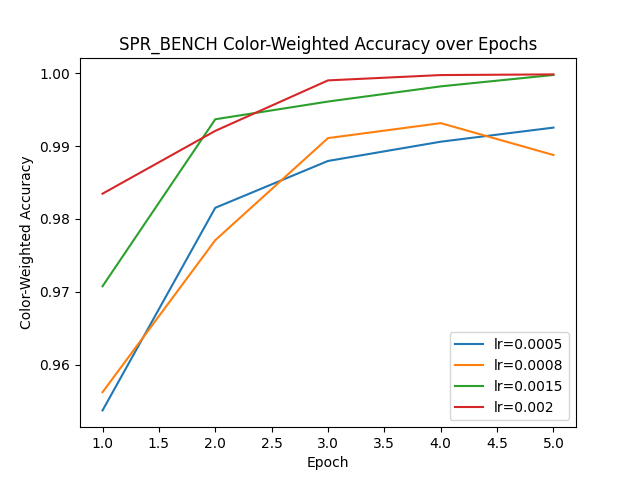 SPR_BENCH Color-Weighted Accuracy over Epochs
Color-Weighted Accuracy
1.00
0.99
0.98
0.97
0.96
lr=0.0005
lr=0.0008
lr=0.0015
lr=0.002
1.0 1.5 2.0 2.5 3.0 3.5 4.0 4.5 5.0
Epoch